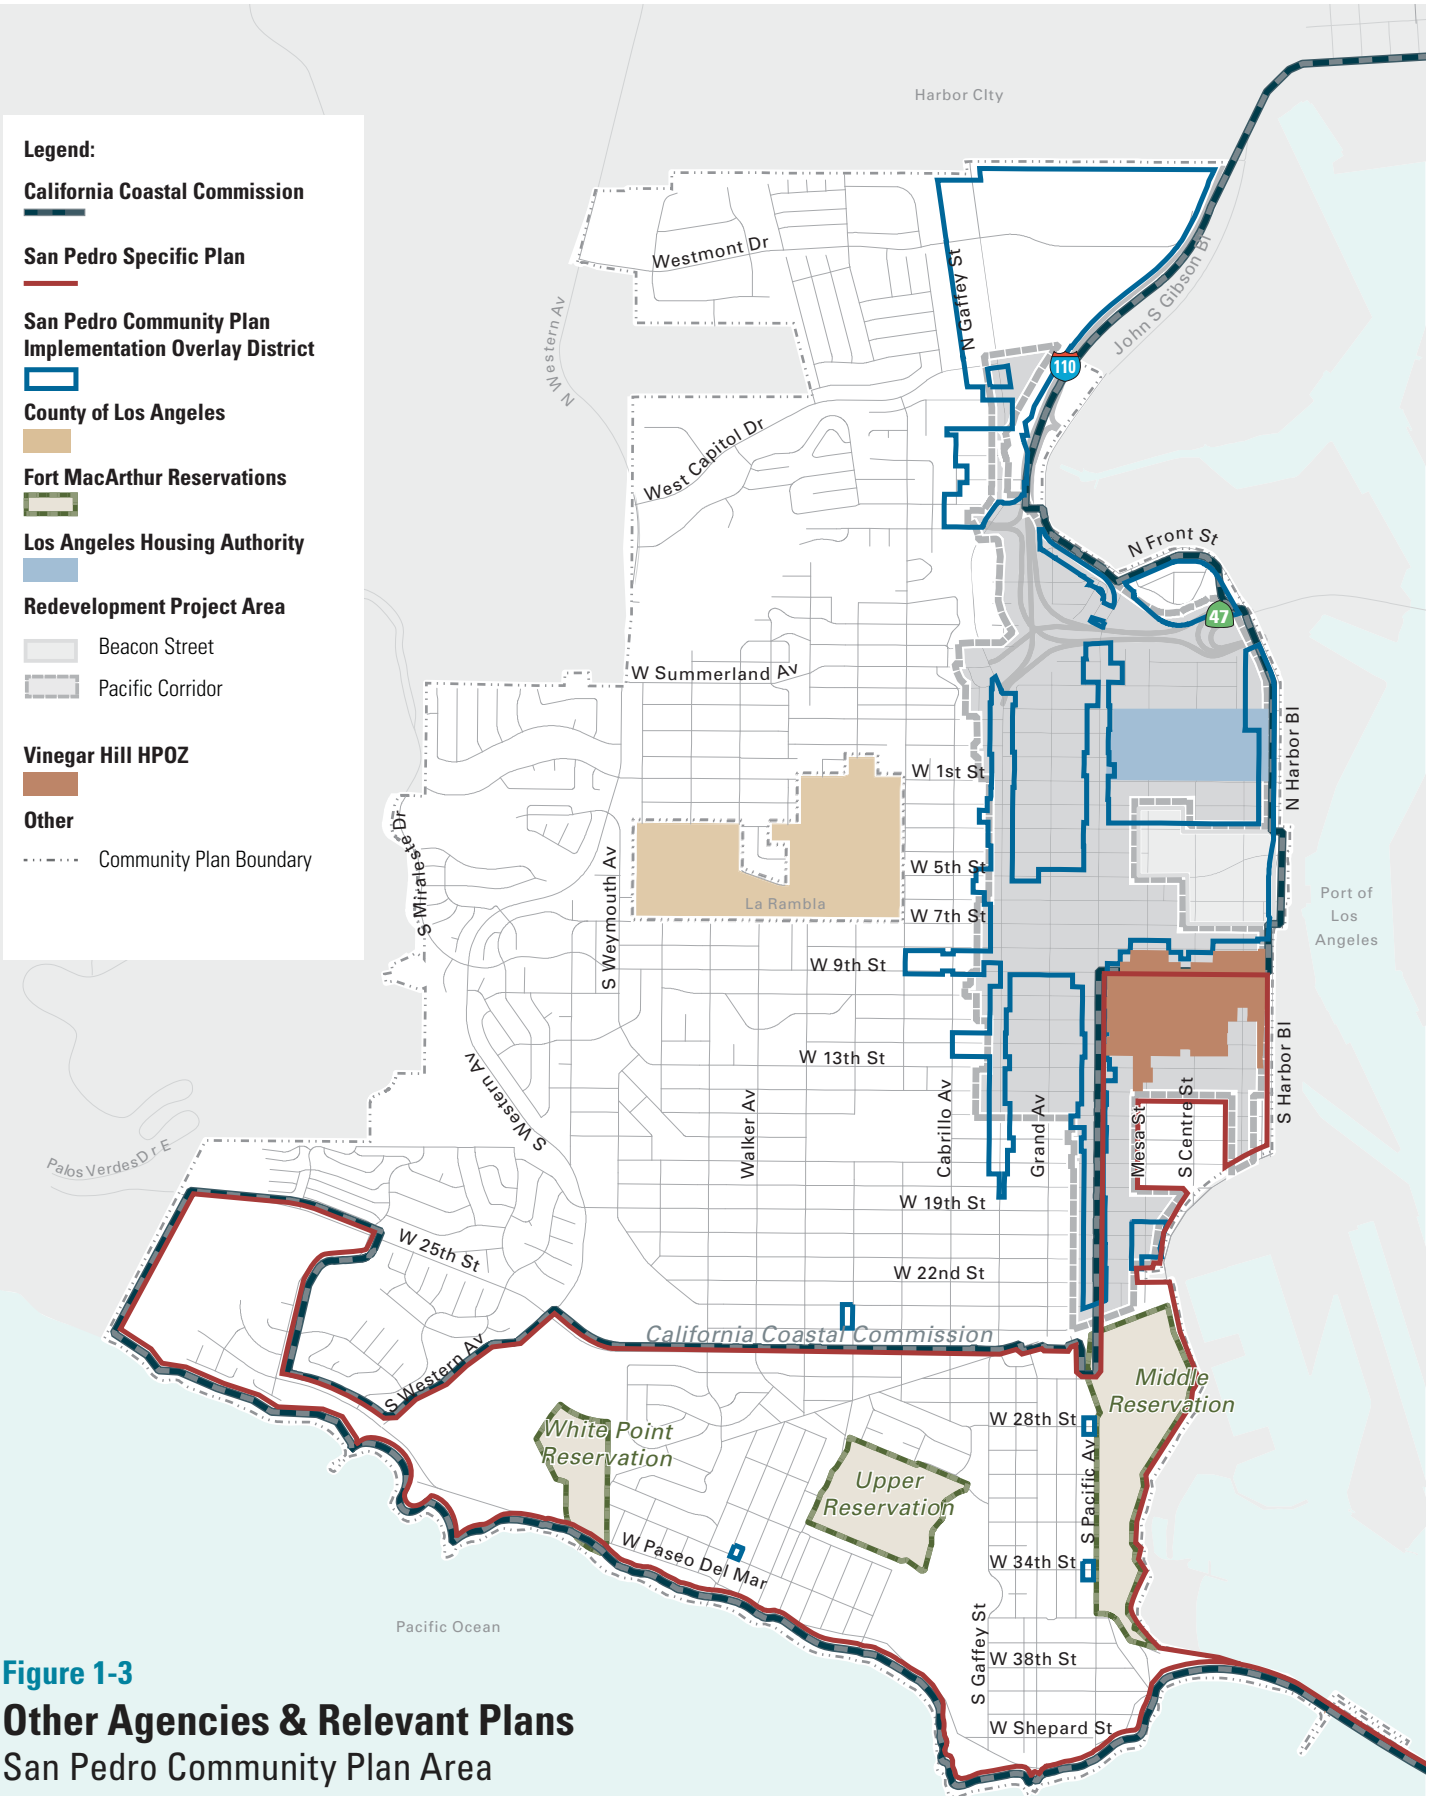 Harbor CIty
Legend:
California Coastal Commission
San Pedro Specific Plan
San Pedro Community Plan
Implementation Overlay District
County of Los Angeles
Fort MacArthur Reservations
Los Angeles Housing Authority
Redevelopment Project Area
Beacon Street
Pacific Corridor
Vinegar Hill HPOZ
Other
Community Plan Boundary
Westmont Dr
N Gaffey St
John S Gibson Bl
N Western Av
110
West Capitol Dr
N Front St
47
W Summerland Av
N Harbor Bl
W 1st St
S Miraleste Dr
S Weymouth Av
W 5th St
La Rambla
W 7th St
Port of
Los
Angeles
W 9th St
W 13th St
S Western Av
Walker Av
Cabrillo Av
Grand Av
Mesa St
S Centre St
S Harbor Bl
Palos Verdes Dr E
W 19th St
W 25th St
W 22nd St
California Coastal Commission
S Western Av
Middle
Reservation
W 28th St
White Point
Reservation
Upper
Reservation
S Pacific Av
W Paseo Del Mar
W 34th St
Pacific Ocean
S Gaffey St
W 38th St
W Shepard St
Figure 1-3
Other Agencies & Relevant Plans
San Pedro Community Plan Area